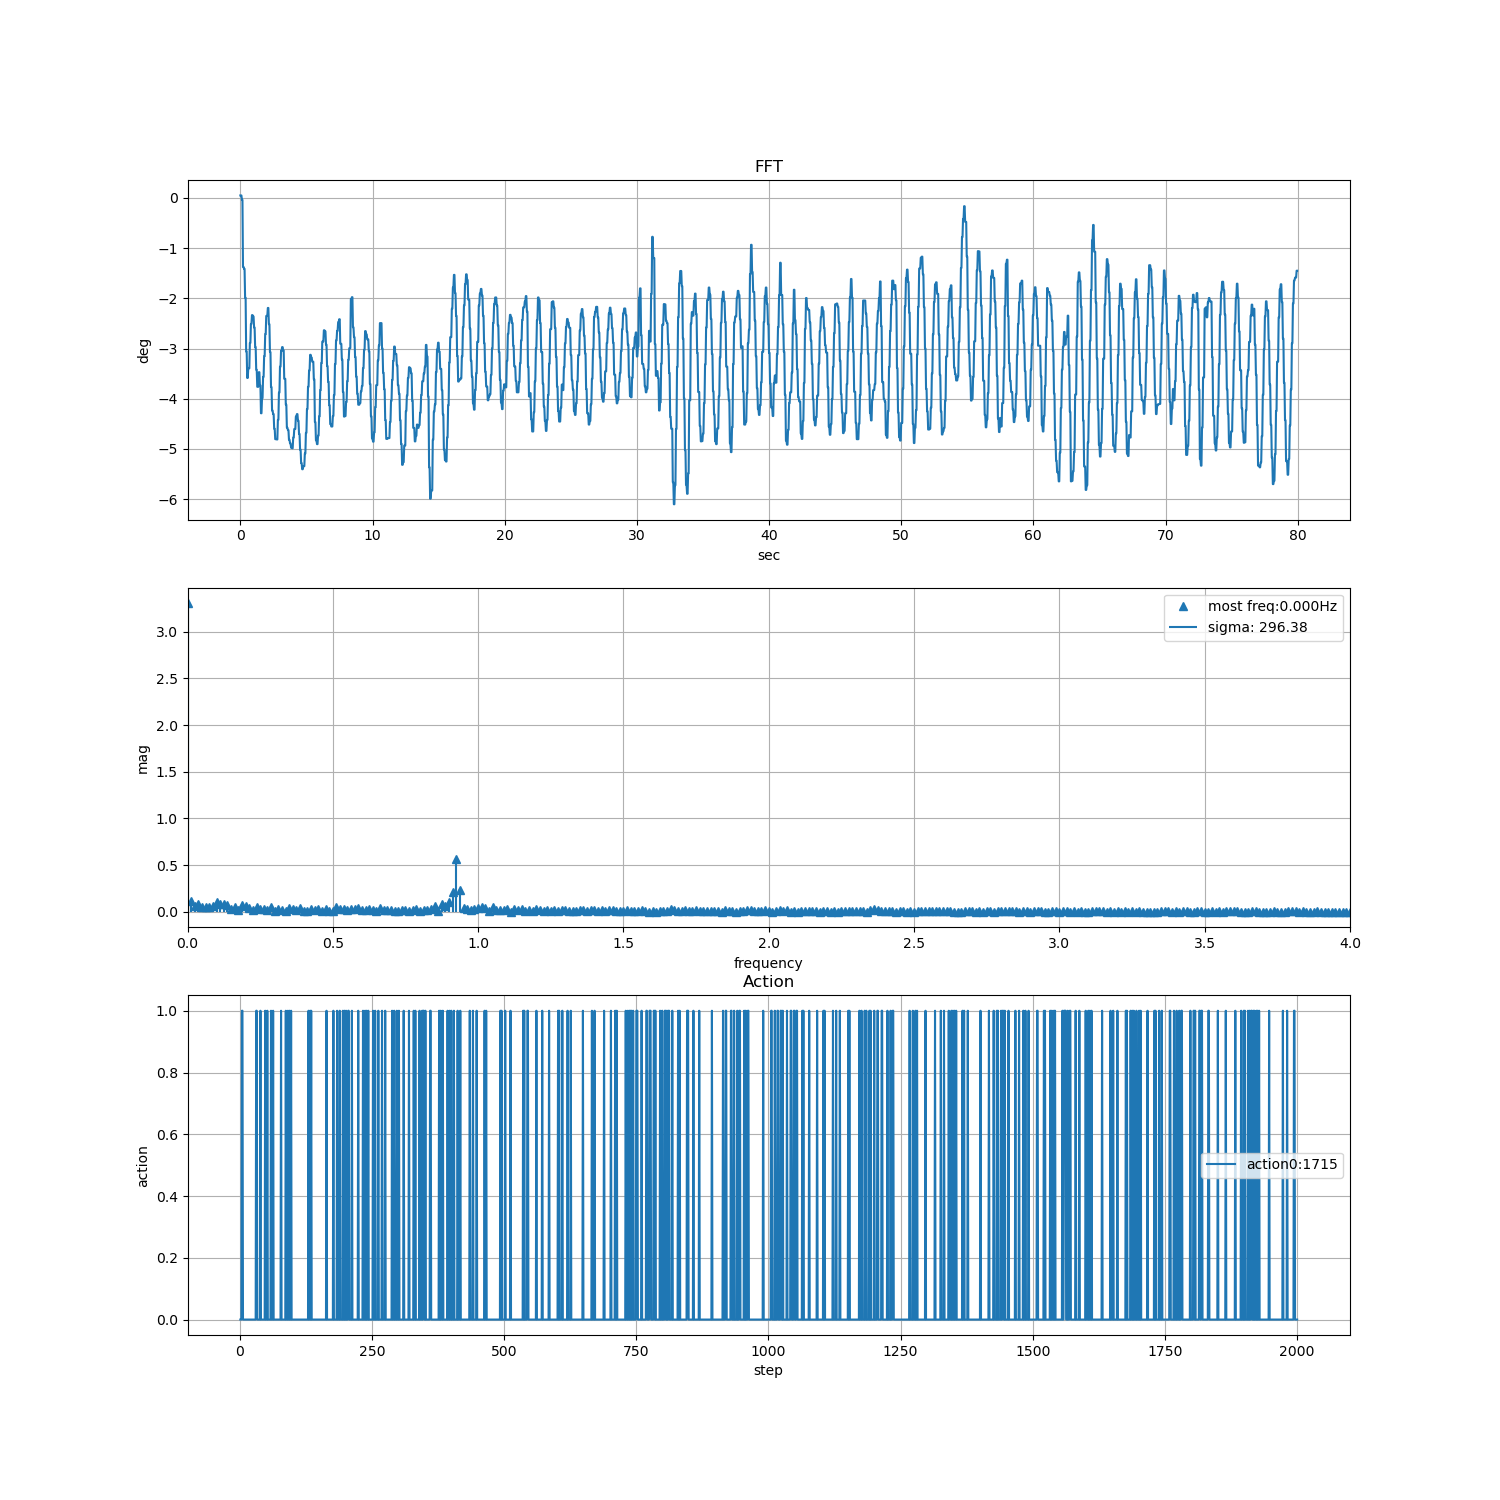 FFT
0
−1
−2
−3
−4
−5
−6
deg
0 10 20 30 40 50 60 70 80
sec
most freq:0.000Hz
sigma: 296.38
3.0
2.5
2.0
1.5
1.0
0.5
0.0
mag
0.0 0.5 1.0 1.5 2.0 2.5 3.0 3.5 4.0
frequency
Action
1.0
0.8
0.6
0.4
0.2
0.0
action
action0:1715
0 250 500 750 1000 1250 1500 1750 2000
step